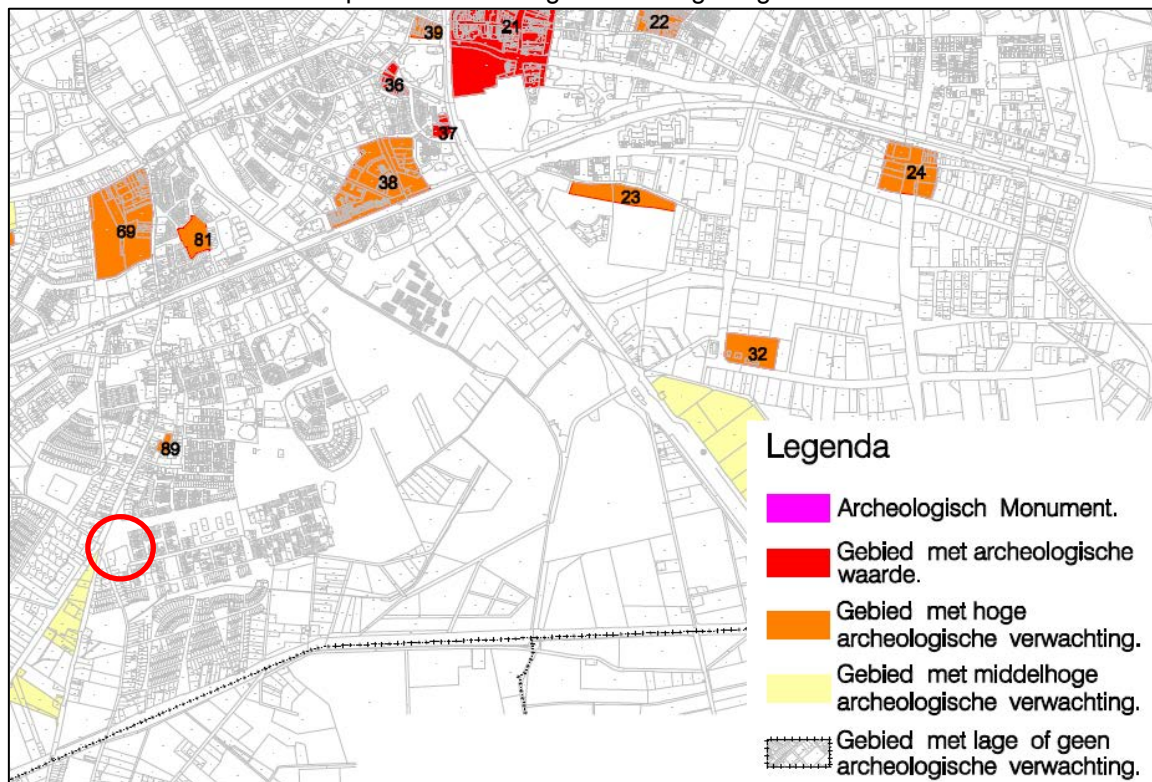 39
21
22
36
37
38
24
23
69
81
32
89
Legenda
Archeologisch Monument.
Gebied met archeologische
waarde.
Gebied met hoge
archeologische verwachting.
Gebied met middelhoge
archeologische verwachting.
Gebied met lage of geen
archeologische verwachting.